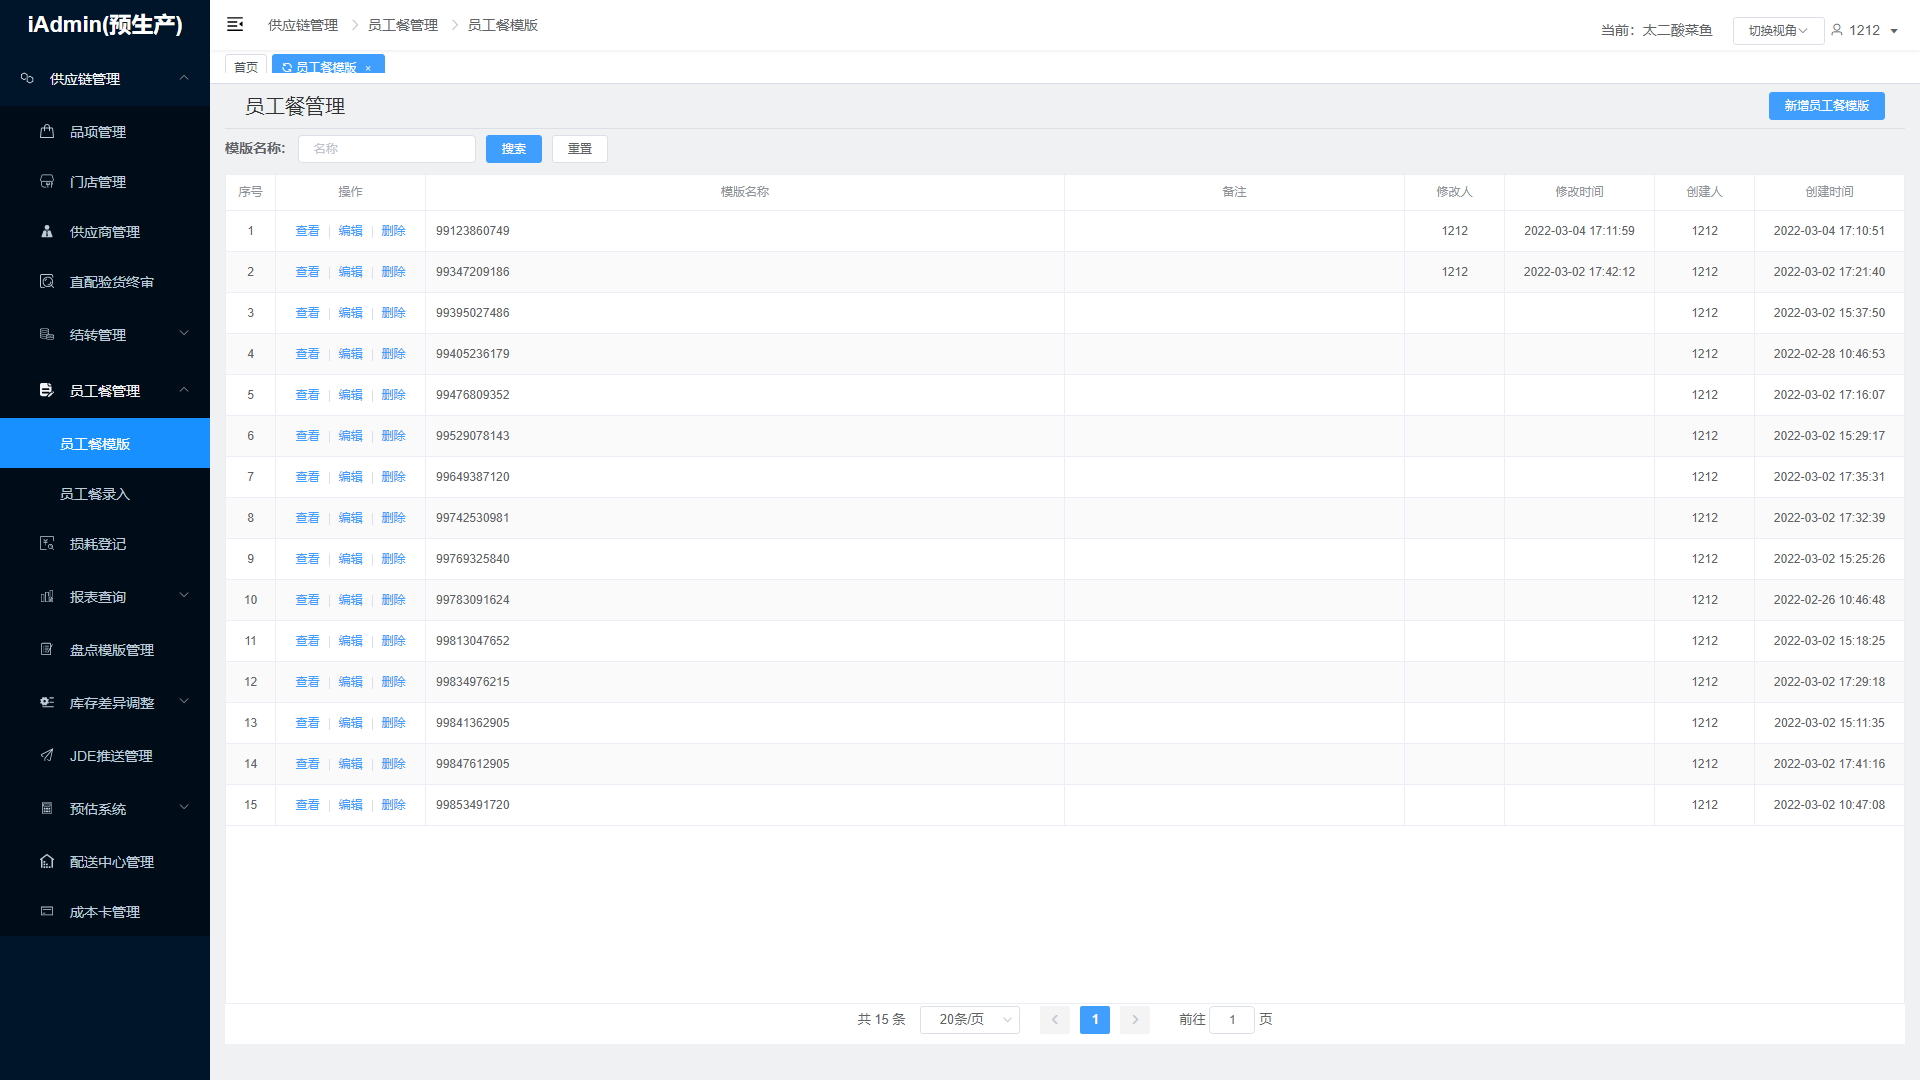 iAdmin(预生产)
供应链管理
品项管理
门店管理
供应商管理
直配验货终审
结转管理
员工餐管理
员工餐模版
员工餐录入
损耗登记
报表查询
盘点模版管理
库存差异调整
JDE推送管理
预估系统
配送中心管理
成本卡管理
供应链管理 员工餐管理 员工餐模版
当前：太二酸菜鱼 切换视角 1212
首页 员工餐模版 ×
员工餐管理 新增员工餐模版
模版名称: 名称 搜索 重置
序号 操作 模版名称 备注 修改人 修改时间 创建人 创建时间
1 查看 编辑 删除 99123860749 1212 2022-03-04 17:11:59 1212 2022-03-04 17:10:51
2 查看 编辑 删除 99347209186 1212 2022-03-02 17:42:12 1212 2022-03-02 17:21:40
3 查看 编辑 删除 99395027486 1212 2022-03-02 15:37:50
4 查看 编辑 删除 99405236179 1212 2022-02-28 10:46:53
5 查看 编辑 删除 99476809352 1212 2022-03-02 17:16:07
6 查看 编辑 删除 99529078143 1212 2022-03-02 15:29:17
7 查看 编辑 删除 99649387120 1212 2022-03-02 17:35:31
8 查看 编辑 删除 99742530981 1212 2022-03-02 17:32:39
9 查看 编辑 删除 99769325840 1212 2022-03-02 15:25:26
10 查看 编辑 删除 99783091624 1212 2022-02-26 10:46:48
11 查看 编辑 删除 99813047652 1212 2022-03-02 15:18:25
12 查看 编辑 删除 99834976215 1212 2022-03-02 17:29:18
13 查看 编辑 删除 99841362905 1212 2022-03-02 15:11:35
14 查看 编辑 删除 99847612905 1212 2022-03-02 17:41:16
15 查看 编辑 删除 99853491720 1212 2022-03-02 10:47:08
共 15 条 20条/页 1 前往 1 页